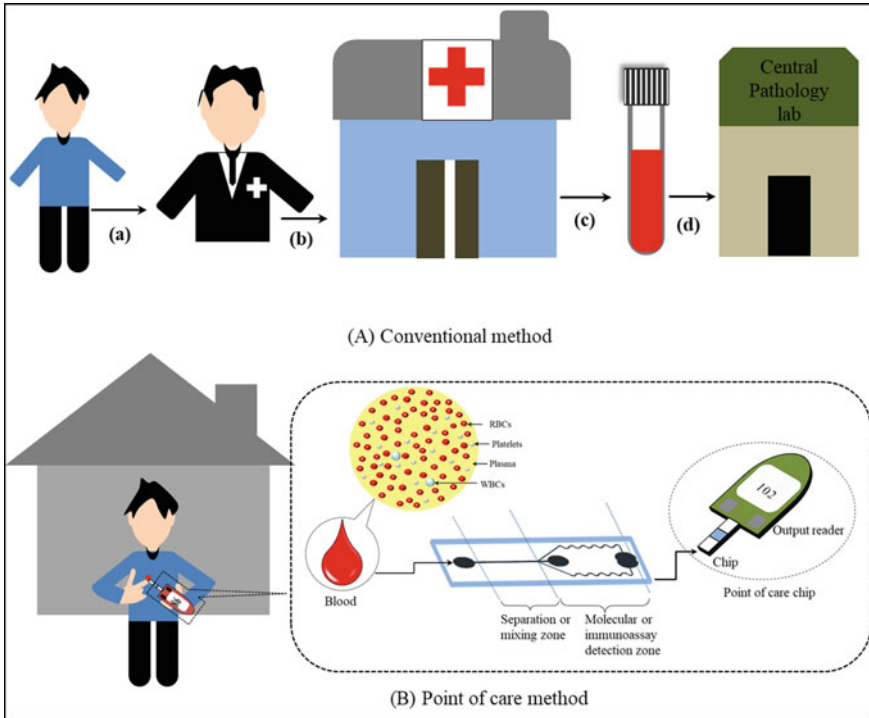 Central
Pathology
lab
(a)
(b)
(c)
(d)
(A) Conventional method
RBCs
Platelets
Plasma
WBCs
102
Output reader
Chip
Point of care chip
Blood
Separation or
mixing zone
Molecular or
immunoassay
detection zone
(B) Point of care method